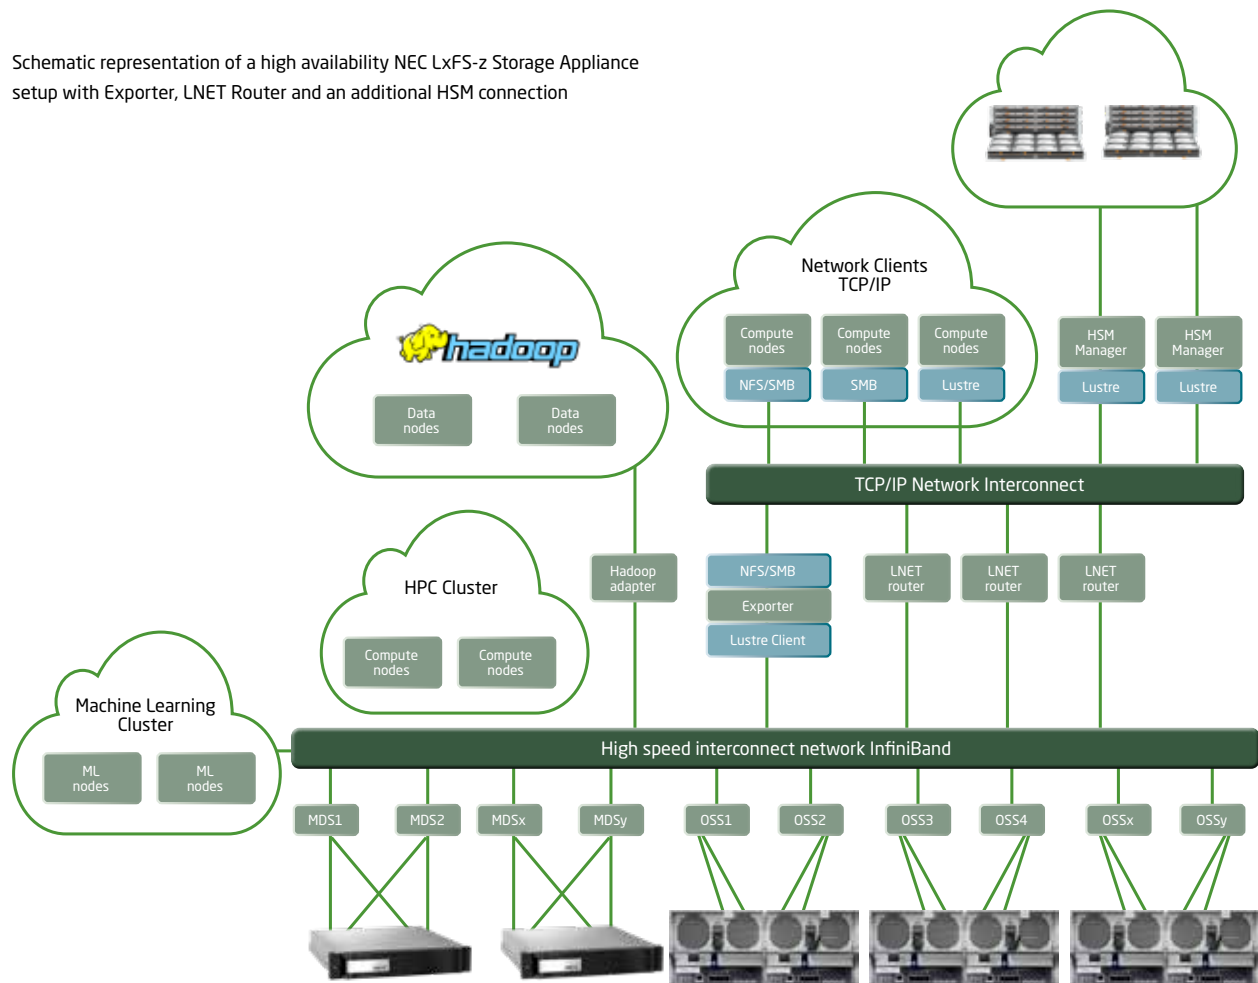 Schematic representation of a high availability NEC LxFS-z Storage Appliance
setup with Exporter, LNET Router and an additional HSM connection
Network Clients
TCP/IP
Compute
nodes
NFS/SMB
Compute
nodes
SMB
Compute
nodes
Lustre
HSM
Manager
Lustre
HSM
Manager
Lustre
hadoop
Data
nodes
Data
nodes
TCP/IP Network Interconnect
HPC Cluster
Compute
nodes
Compute
nodes
Hadoop
adapter
NFS/SMB
Exporter
Lustre Client
LNET
router
LNET
router
LNET
router
Machine Learning
Cluster
ML
nodes
ML
nodes
High speed interconnect network InfiniBand
MDS1
MDS2
MDSx
MDSy
OSS1
OSS2
OSS3
OSS4
OSSx
OSSy